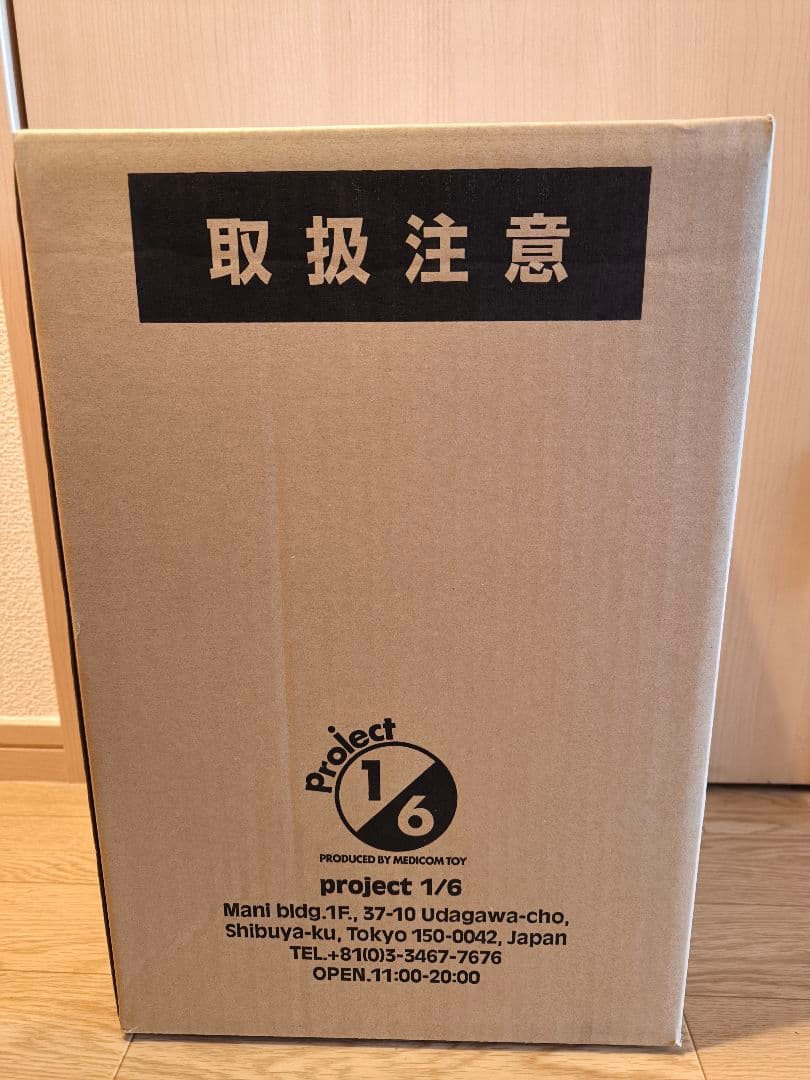 取扱注意
project
1/6
PRODUCED BY MEDICOM TOY
project 1/6
Mani bldg.1F., 37-10 Udagawa-cho,
Shibuya-ku, Tokyo 150-0042, Japan
TEL.+81(0)3-3467-7676
OPEN.11:00-20:00